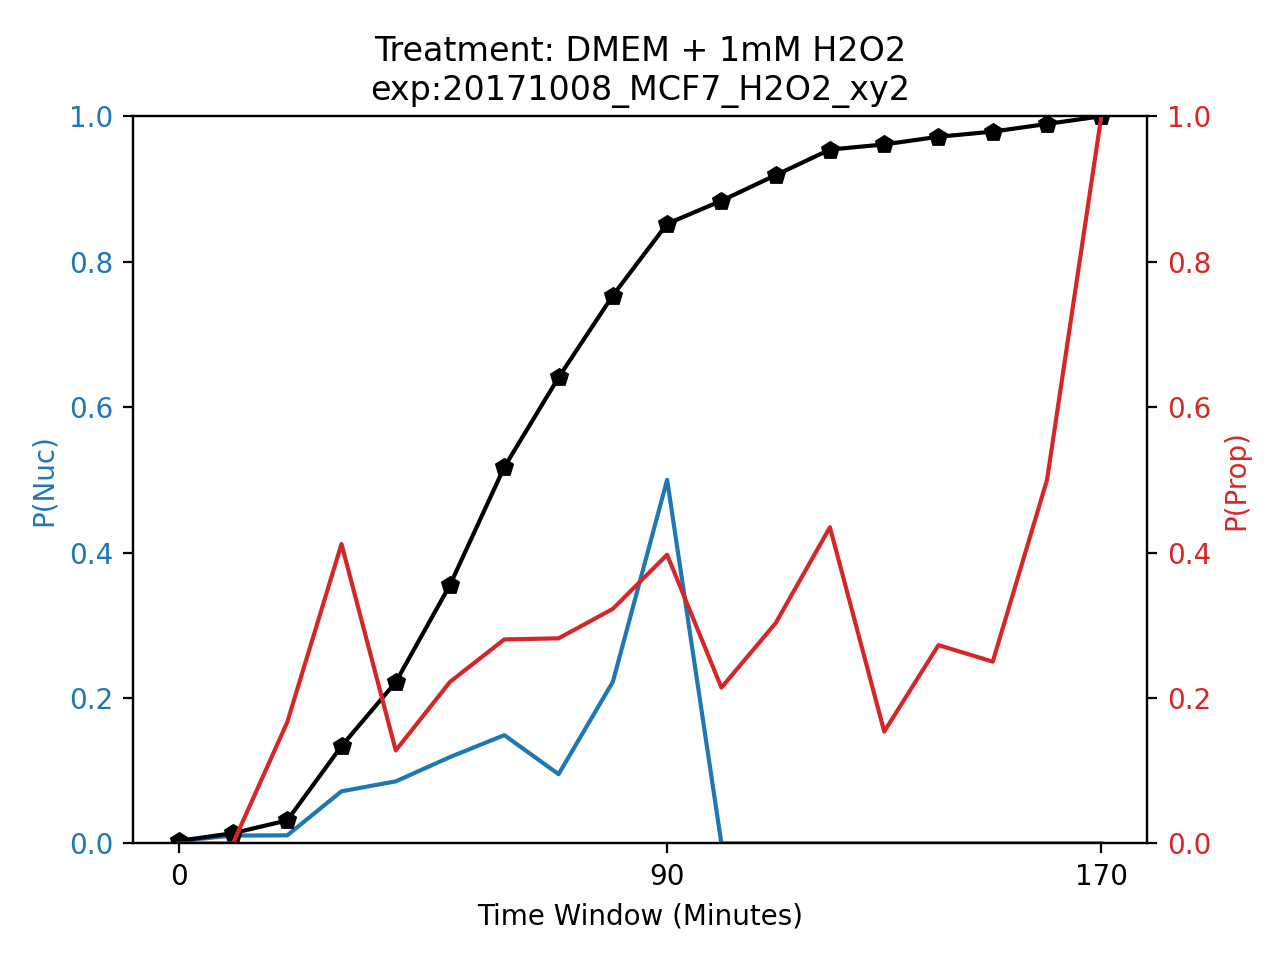 Treatment: DMEM + 1mM H2O2
exp:20171008_MCF7_H2O2_xy2
1.0
0.8
0.6
0.4
0.2
0.0
P(Nuc)
1.0
0.8
0.6
0.4
0.2
0.0
P(Prop)
0 90 170
Time Window (Minutes)